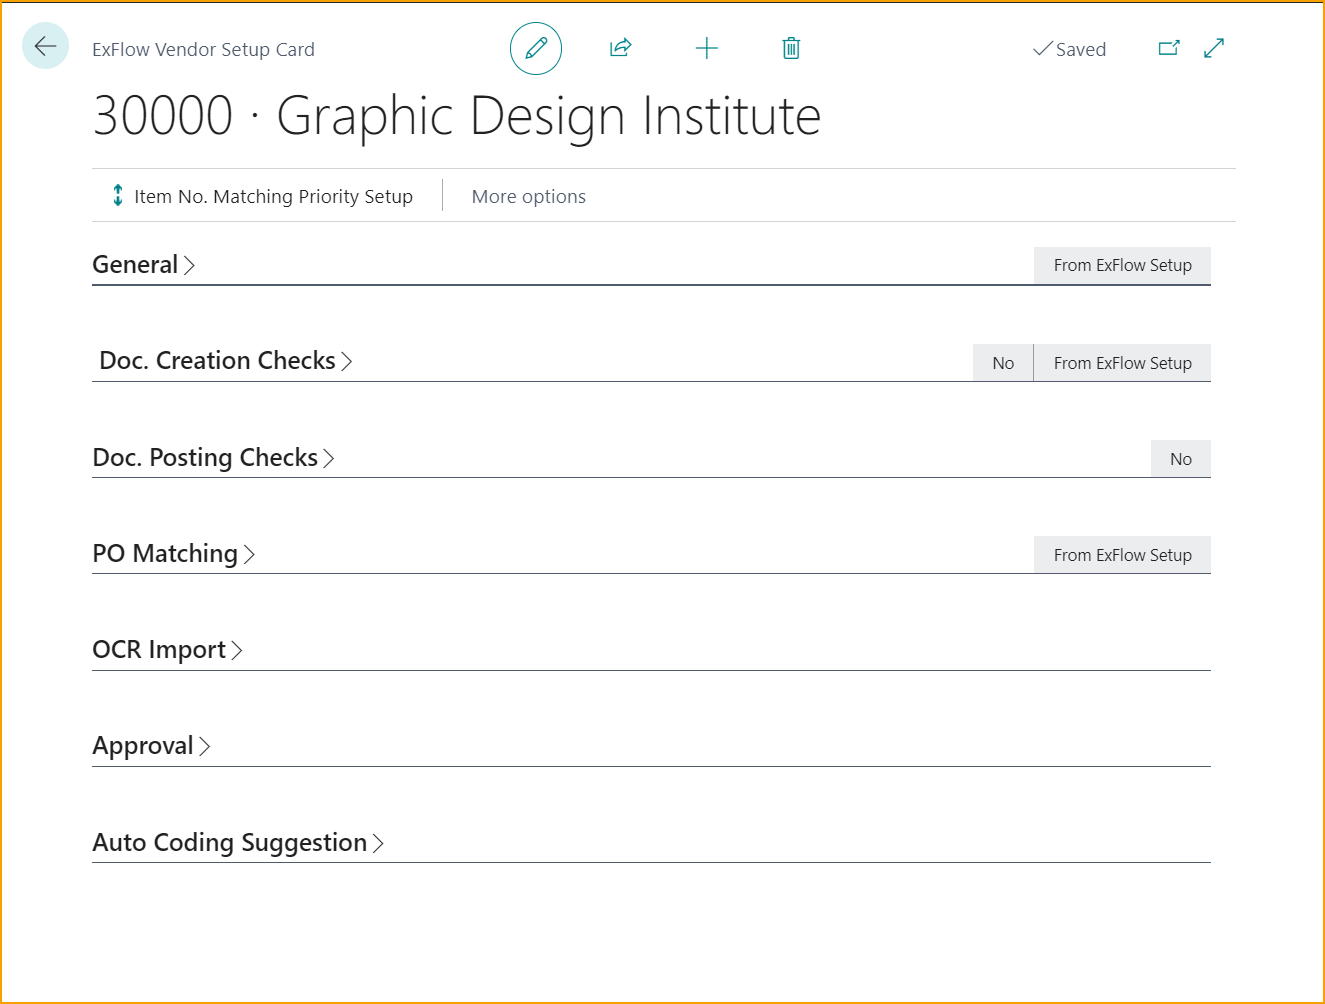 ExFlow Vendor Setup Card
Saved
30000 · Graphic Design Institute
Item No. Matching Priority Setup
More options
General
From ExFlow Setup
Doc. Creation Checks
No
From ExFlow Setup
Doc. Posting Checks
No
PO Matching
From ExFlow Setup
OCR Import
Approval
Auto Coding Suggestion